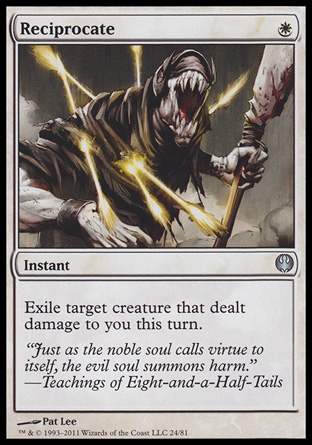 Reciprocate
Instant
Exile target creature that dealt
damage to you this turn.
“Just as the noble soul calls virtue to
itself, the evil soul summons harm.”
—Teachings of Eight-and-a-Half-Tails
Pat Lee
™ & © 1993–2011 Wizards of the Coast LLC 24/81